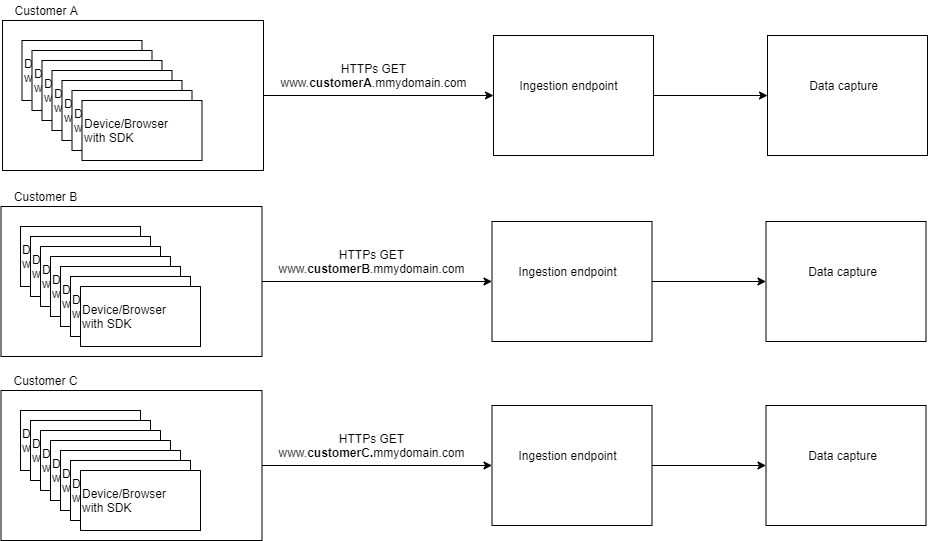 Customer A
D
W
D
W
D
W
D
W
D
W
D
W
Device/Browser
with SDK
HTTPs GET
www.customerA.mmydomain.com
Ingestion endpoint
Data capture
Customer B
D
w
D
w
D
w
D
w
D
w
D
w
Device/Browser
with SDK
HTTPs GET
www.customerB.mmydomain.com
Ingestion endpoint
Data capture
Customer C
D
w
D
w
D
w
D
w
D
w
D
w
Device/Browser
with SDK
HTTPs GET
www.customerC.mmydomain.com
Ingestion endpoint
Data capture